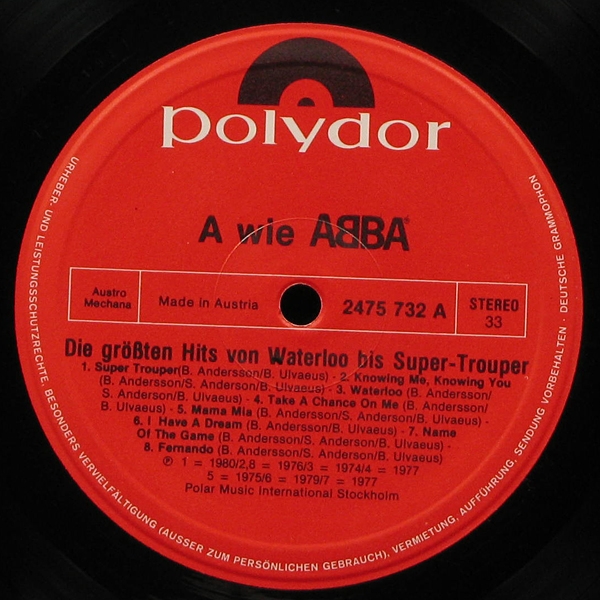 polydor
A wie ABBA
Austro
Mechana
Made in Austria
2475 732 A
STEREO
33
Die größten Hits von Waterloo bis Super-Trouper
1. Super Trouper(B. Andersson/B. Ulvaeus) - 2. Knowing Me, Knowing You
(B. Andersson/S. Anderson/B. Ulvaeus) - 3. Waterloo (B. Andersson/
S. Anderson/B. Ulvaeus) - 4. Take A Chance On Me (B. Andersson/
B. Ulvaeus) - 5. Mama Mia (B. Andersson/S. Anderson/B. Ulvaeus) -
6. I Have A Dream (B. Andersson/B. Ulvaeus) - 7. Name
Of The Game (B. Andersson/S. Anderson/B. Ulvaeus)
8. Fernando (B. Andersson/S. Anderson/B. Ulvaeus)
℗ 1 = 1980/2,8 = 1976/3 = 1974/4 = 1977
5 = 1975/6 = 1979/7 = 1977
Polar Music International Stockholm
URHEBER- UND LEISTUNGSSCHUTZRECHTE, BESONDERS VERVIELFÄLTIGUNG (AUSSER ZUM PERSÖNLICHEN GEBRAUCH), VERMIETUNG, AUFFÜHRUNG, SENDUNG VORBEHALTEN · DEUTSCHE GRAMMOPHON